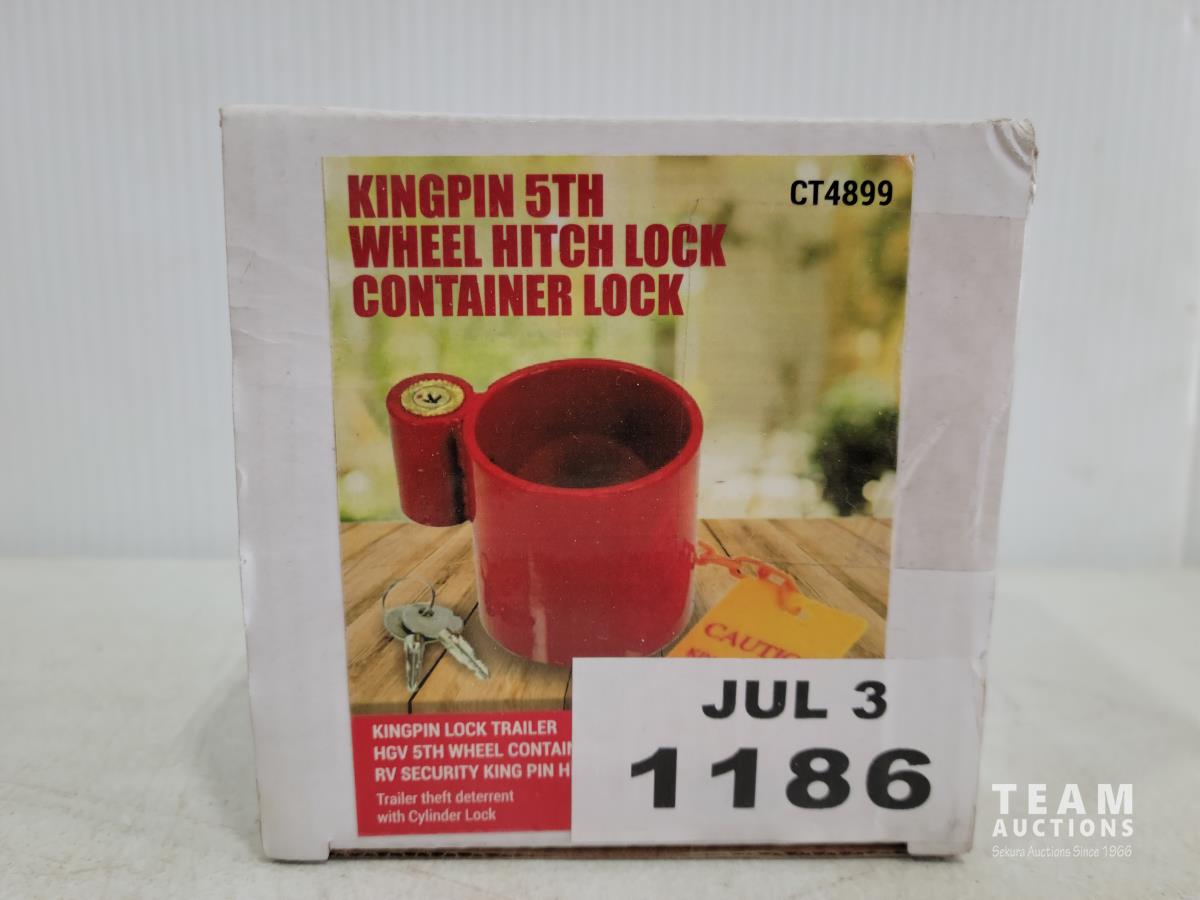 KINGPIN 5TH
WHEEL HITCH LOCK
CONTAINER LOCK
CT4899
CAUTIO
KINGPIN LOCK TRAILER
HGV 5TH WHEEL CONTAIN
RV SECURITY KING PIN H
Trailer theft deterrent
with Cylinder Lock
JUL 3
1186
TEAM
AUCTIONS
Sekura Auctions Since 1966